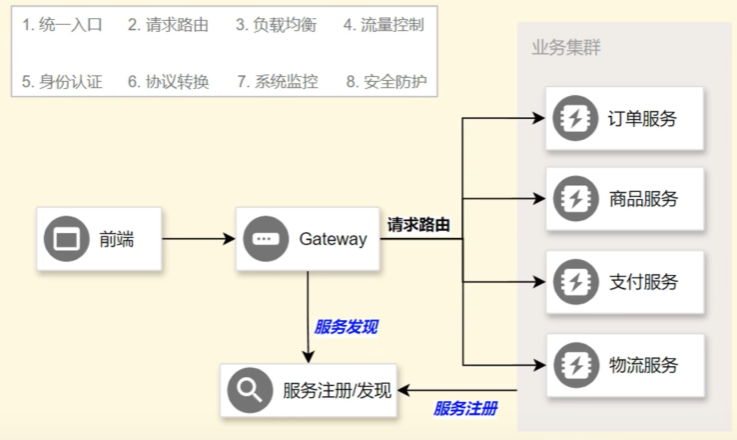 1. 统一入口 2. 请求路由 3. 负载均衡 4. 流量控制
5. 身份认证 6. 协议转换 7. 系统监控 8. 安全防护
业务集群
订单服务
商品服务
前端
Gateway
请求路由
支付服务
服务发现
物流服务
服务注册/发现
服务注册